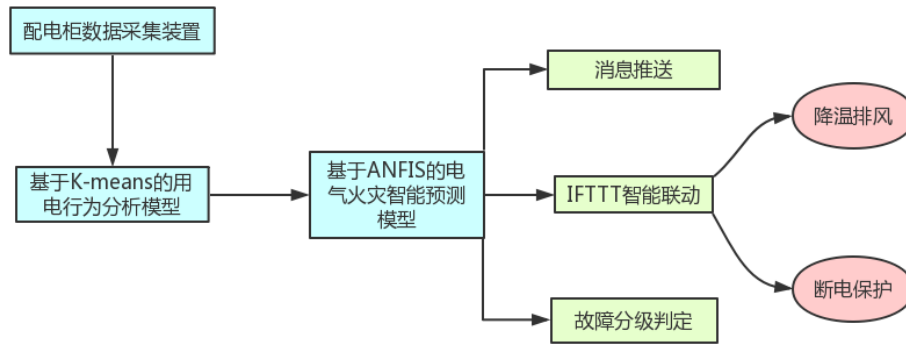 配电柜数据采集装置
消息推送
降温排风
基于K-means的用
电行为分析模型
基于ANFIS的电
气火灾智能预测
模型
IFTTT智能联动
断电保护
故障分级判定